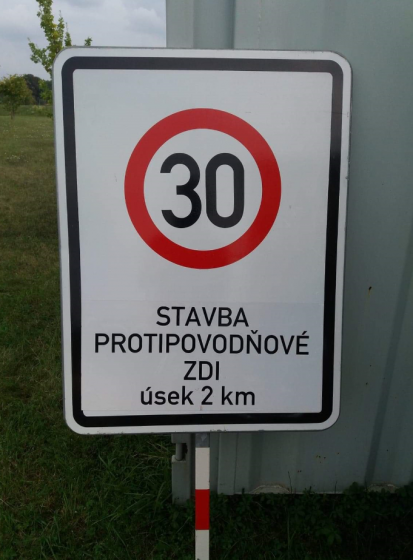 30
STAVBA
PROTIPOVODŇOVÉ
ZDI
úsek 2 km